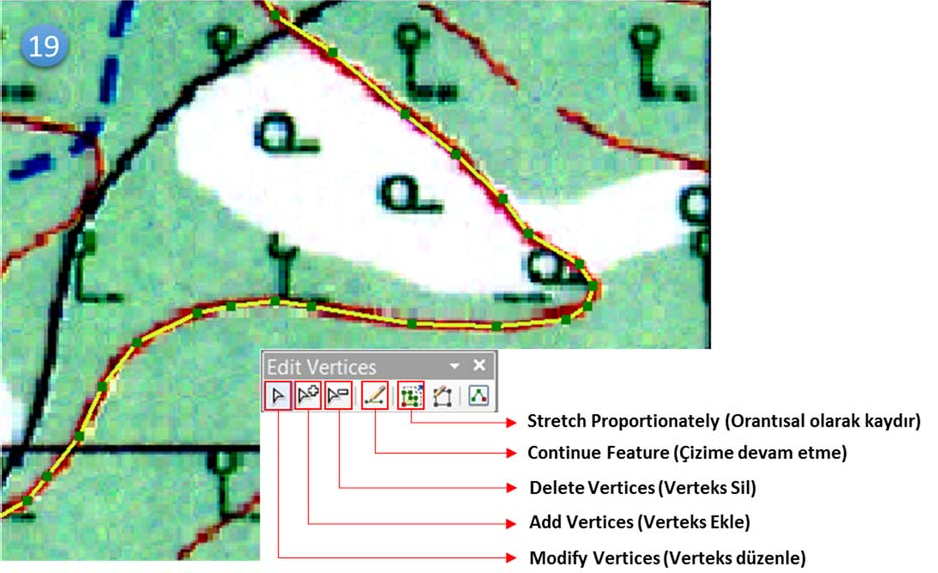 19
Edit Vertices
Stretch Proportionately (Orantısal olarak kaydır)
Continue Feature (Çizime devam etme)
Delete Vertices (Verteks Sil)
Add Vertices (Verteks Ekle)
Modify Vertices (Verteks düzenle)